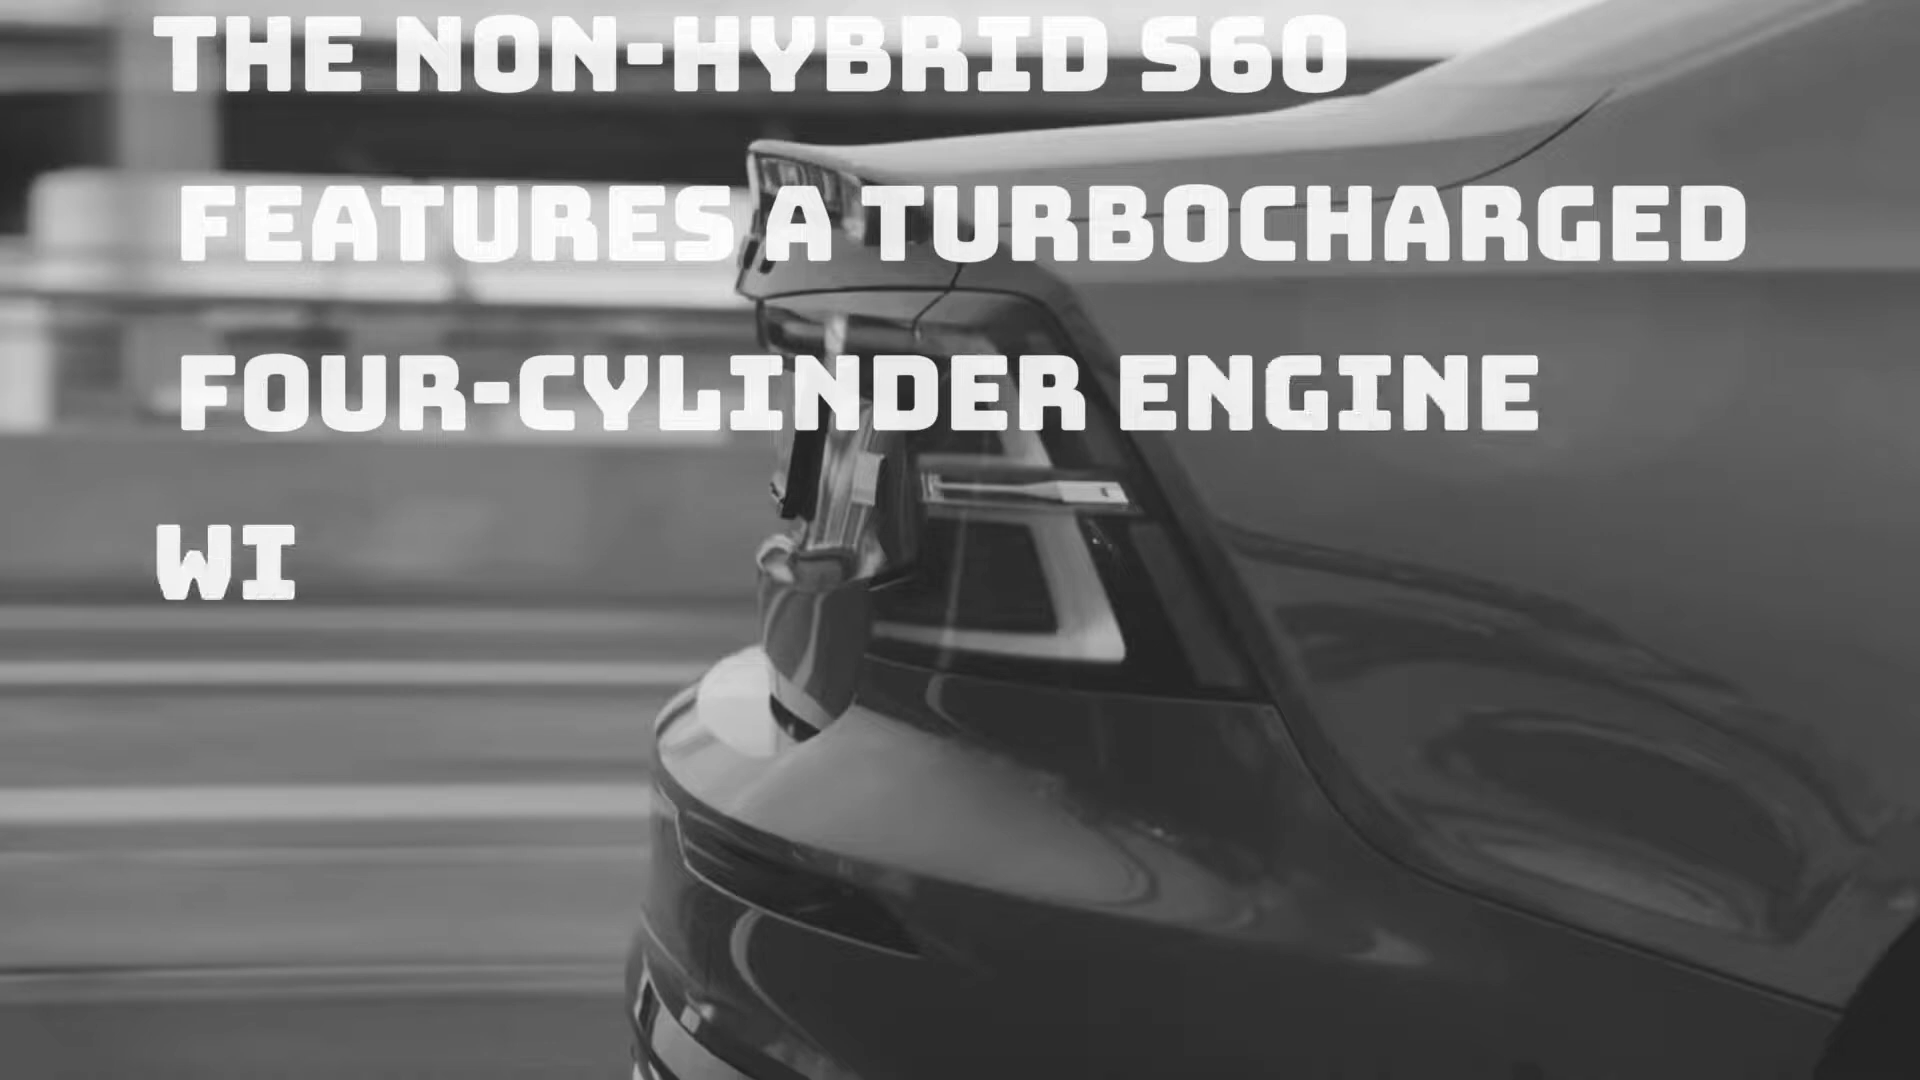 THE NON-HYBRID S60
FEATURES A TURBOCHARGED
FOUR-CYLINDER ENGINE
WI